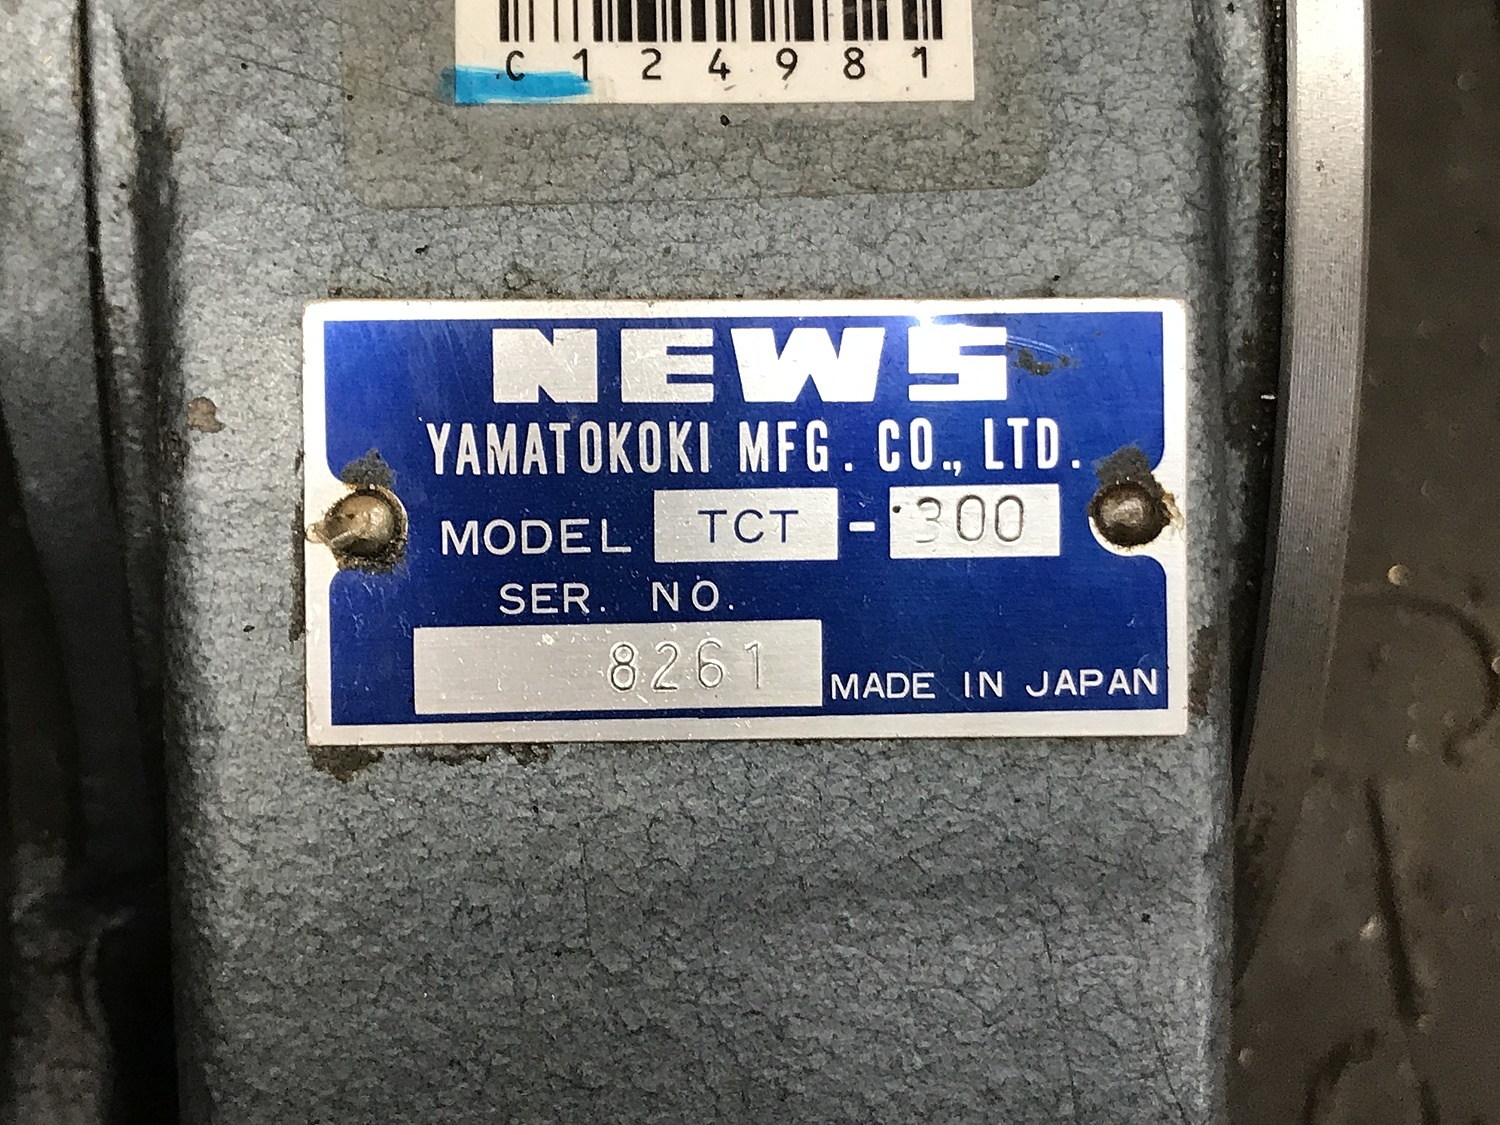 C124981
NEWS
YAMATOKOKI MFG. CO., LTD.
MODEL TCT - 300
SER. NO.
8261 MADE IN JAPAN